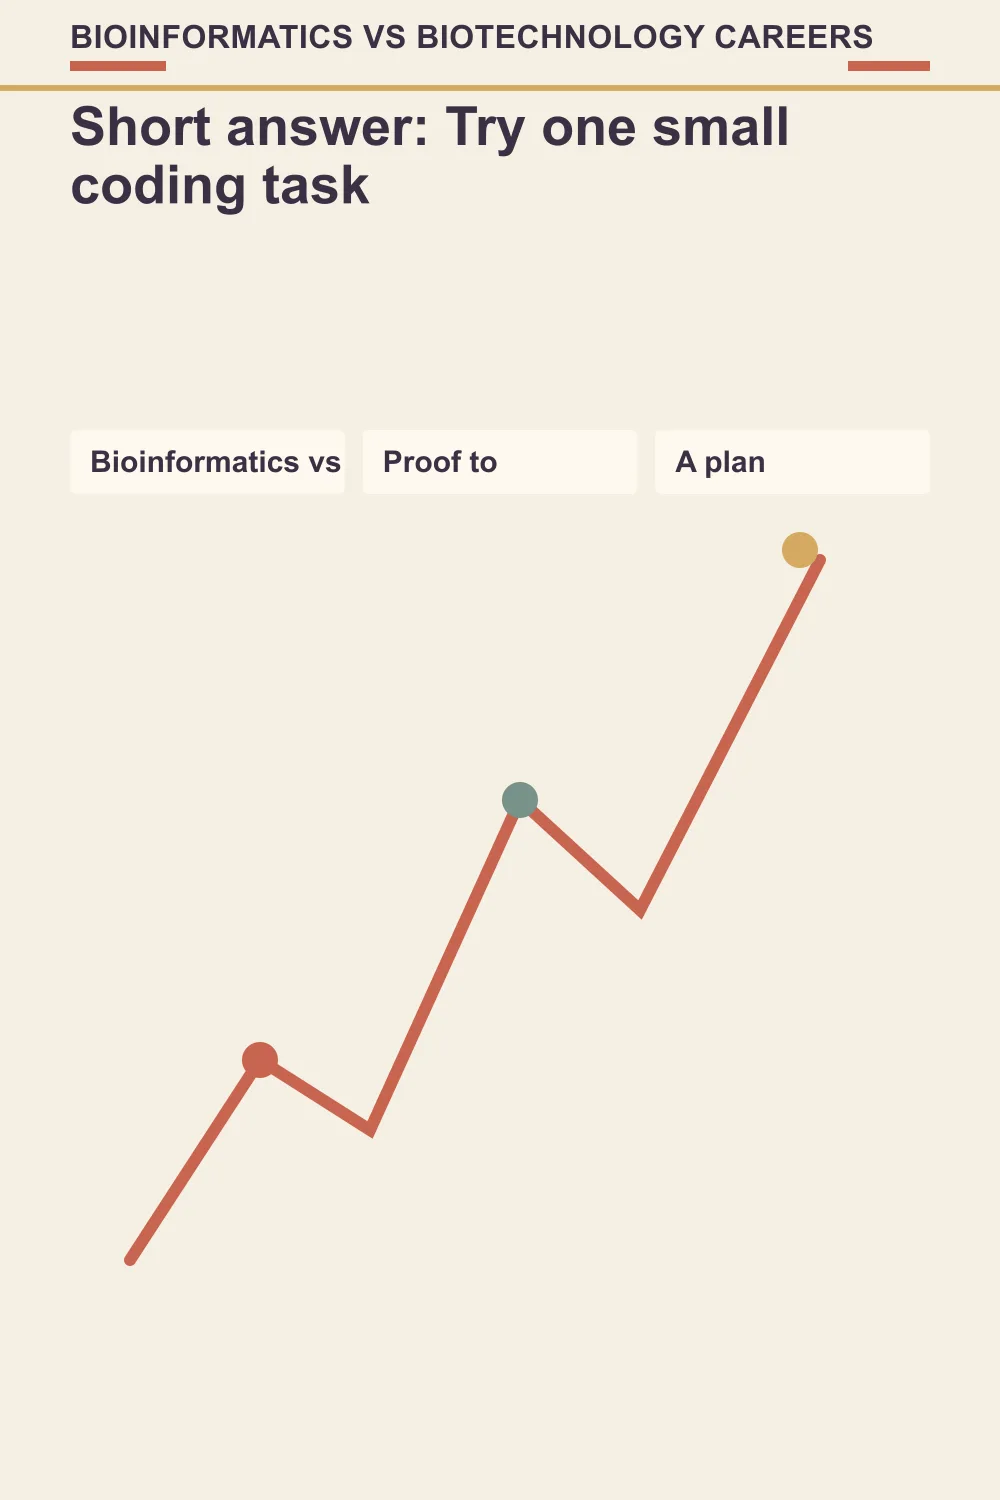 BIOINFORMATICS VS BIOTECHNOLOGY CAREERS
Short answer: Try one small
coding task
Bioinformatics vs
Proof to
A plan